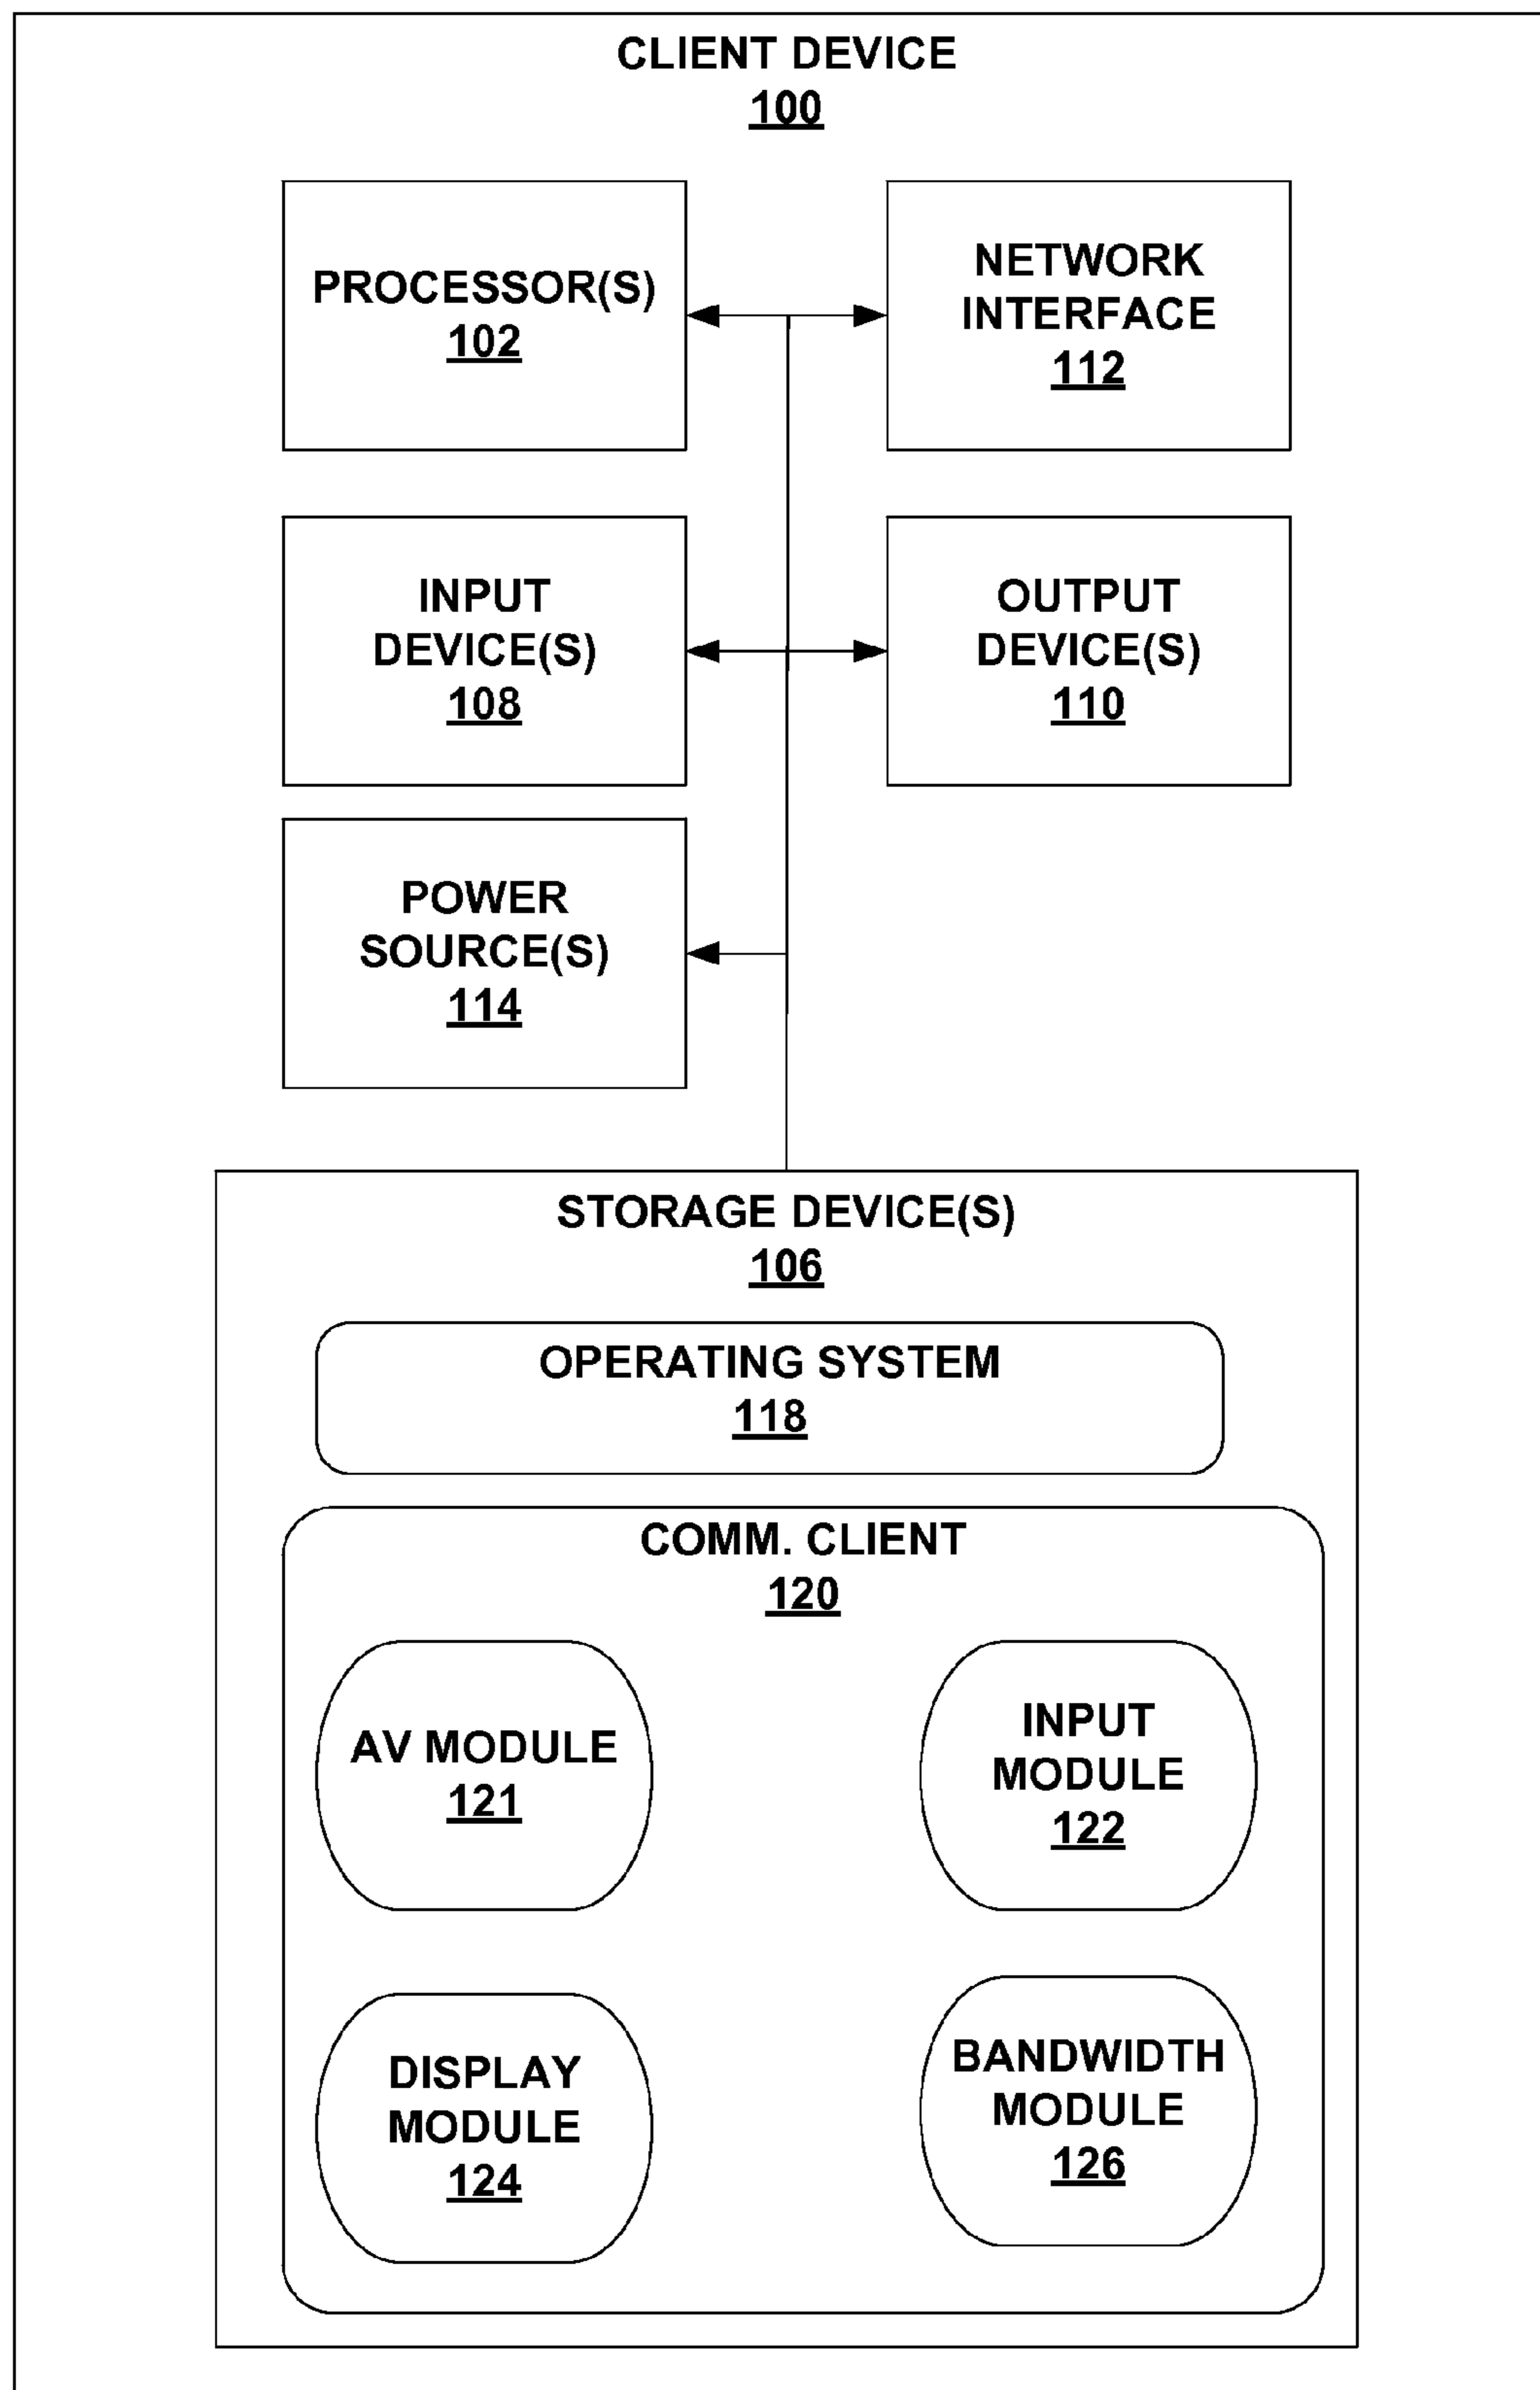 CLIENT DEVICE
100
PROCESSOR(S)
102
NETWORK
INTERFACE
112
INPUT
DEVICE(S)
108
OUTPUT
DEVICE(S)
110
POWER
SOURCE(S)
114
STORAGE DEVICE(S)
106
OPERATING SYSTEM
118
COMM. CLIENT
120
AV MODULE
121
INPUT
MODULE
122
DISPLAY
MODULE
124
BANDWIDTH
MODULE
126